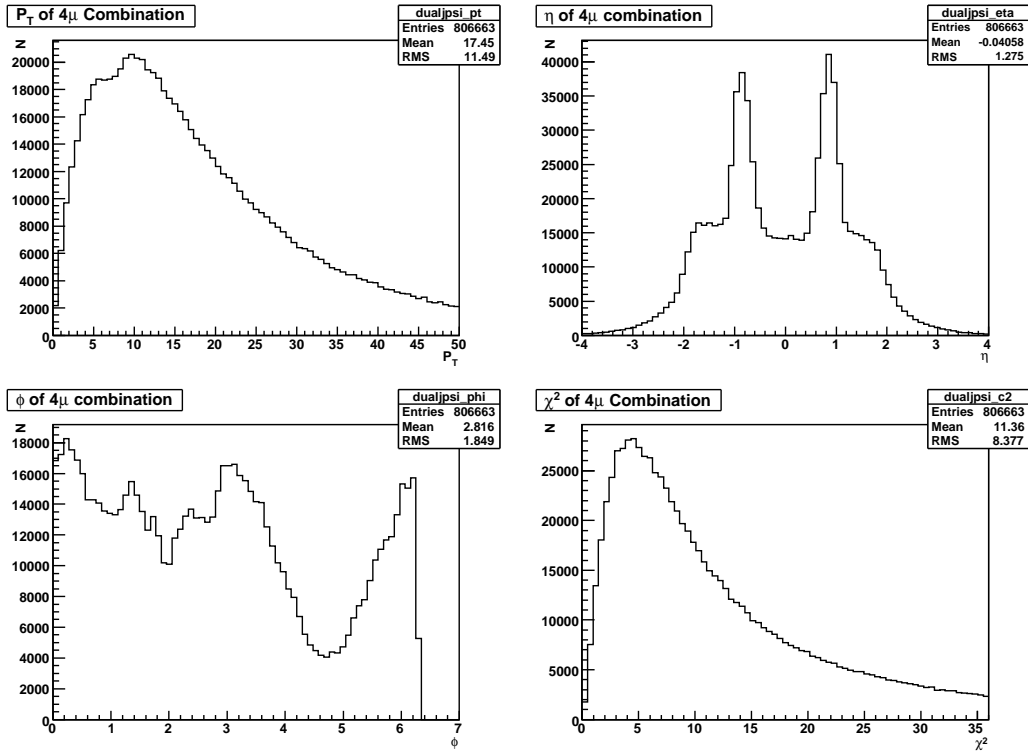 P_T of 4μ Combination
dualjpsi_pt
Entries 806663
Mean 17.45
RMS 11.49
N
20000
18000
16000
14000
12000
10000
8000
6000
4000
2000
0
0 5 10 15 20 25 30 35 40 45 50
P_T
η of 4μ combination
dualjpsi_eta
Entries 806663
Mean -0.04058
RMS 1.275
N
40000
35000
30000
25000
20000
15000
10000
5000
0
-4 -3 -2 -1 0 1 2 3 4
η
ϕ of 4μ combination
dualjpsi_phi
Entries 806663
Mean 2.816
RMS 1.849
N
18000
16000
14000
12000
10000
8000
6000
4000
2000
0
0 1 2 3 4 5 6 7
ϕ
χ² of 4μ Combination
dualjpsi_c2
Entries 806663
Mean 11.36
RMS 8.377
N
25000
20000
15000
10000
5000
0
0 5 10 15 20 25 30 35
χ²